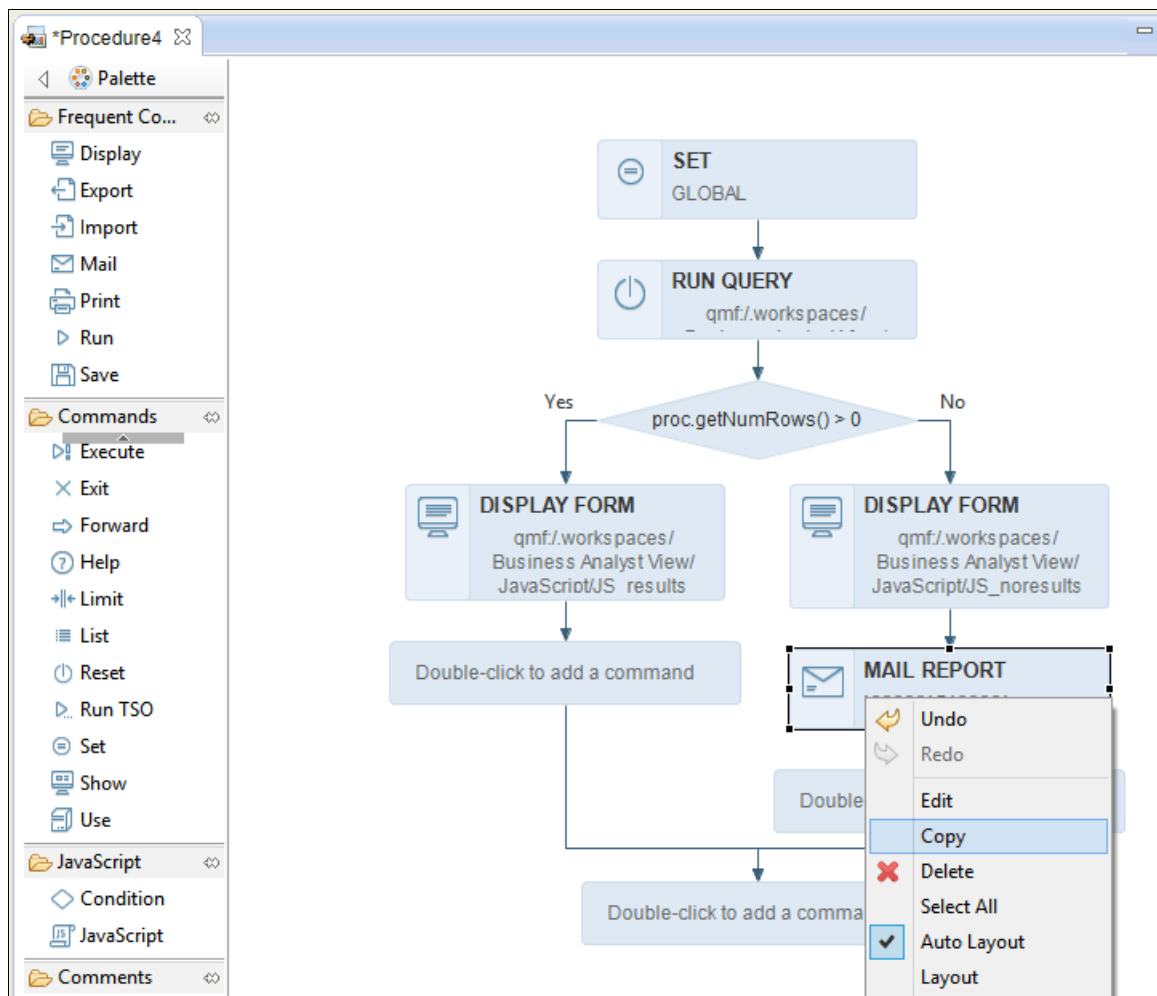 *Procedure4
Palette
Frequent Co...
Display
Export
Import
Mail
Print
Run
Save
Commands
Execute
Exit
Forward
Help
Limit
List
Reset
Run TSO
Set
Show
Use
JavaScript
Condition
JavaScript
Comments
SET
GLOBAL
RUN QUERY
qmf:/.workspaces/
Yes
proc.getNumRows() > 0
No
DISPLAY FORM
qmf:/.workspaces/
Business Analyst View/
JavaScript/JS_results
DISPLAY FORM
qmf:/.workspaces/
Business Analyst View/
JavaScript/JS_noresults
Double-click to add a command
MAIL REPORT
Double
Double-click to add a comma
Undo
Redo
Edit
Copy
Delete
Select All
Auto Layout
Layout